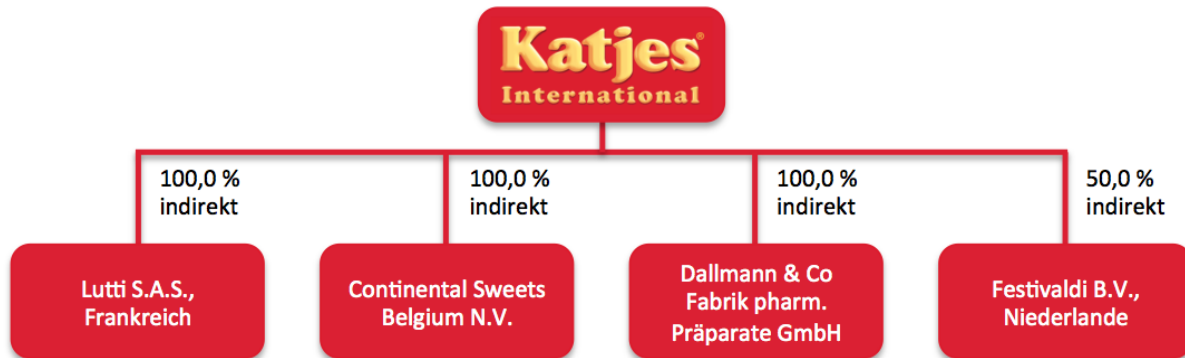 Katjes®
International
100,0 %
indirekt
100,0 %
indirekt
100,0 %
indirekt
50,0 %
indirekt
Lutti S.A.S.,
Frankreich
Continental Sweets
Belgium N.V.
Dallmann & Co
Fabrik pharm.
Präparate GmbH
Festivaldi B.V.,
Niederlande